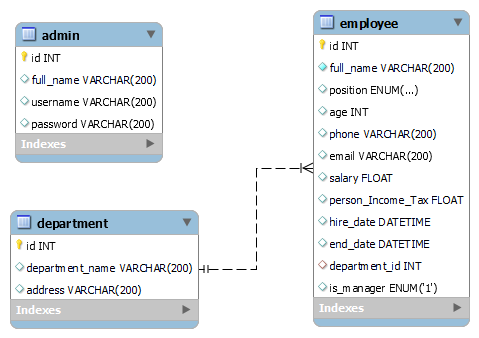 admin
id INT
full_name VARCHAR(200)
username VARCHAR(200)
password VARCHAR(200)
Indexes
department
id INT
department_name VARCHAR(200)
address VARCHAR(200)
Indexes
employee
id INT
full_name VARCHAR(200)
position ENUM(...)
age INT
phone VARCHAR(200)
email VARCHAR(200)
salary FLOAT
person_Income_Tax FLOAT
hire_date DATETIME
end_date DATETIME
department_id INT
is_manager ENUM('1')
Indexes